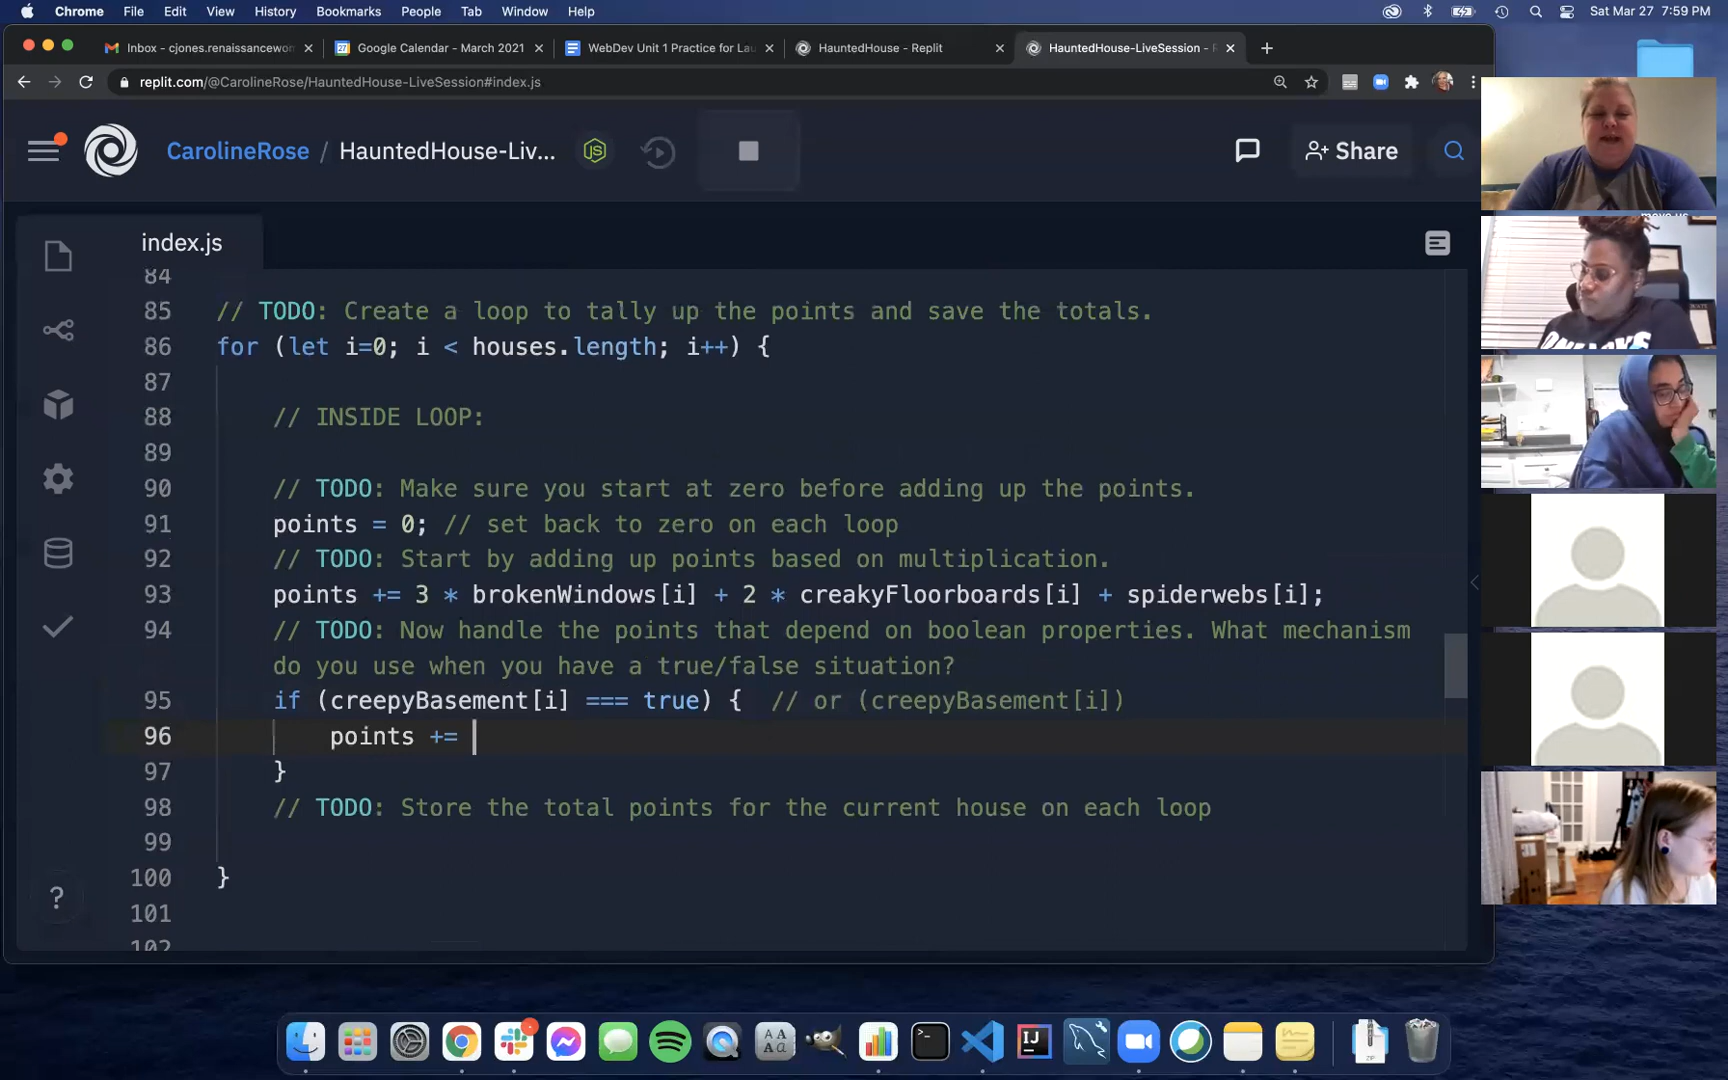 Chrome File Edit View History Bookmarks People Tab Window Help Sat Mar 27 7:59 PM
Inbox - cjones.renaissancewon Google Calendar - March 2021 WebDev Unit 1 Practice for Lau HauntedHouse - Replit HauntedHouse-LiveSession - R
replit.com/@CarolineRose/HauntedHouse-LiveSession#index.js
CarolineRose / HauntedHouse-Liv... Share
index.js
84
85 // TODO: Create a loop to tally up the points and save the totals.
86 for (let i=0; i < houses.length; i++) {
87
88 // INSIDE LOOP:
89
90 // TODO: Make sure you start at zero before adding up the points.
91 points = 0; // set back to zero on each loop
92 // TODO: Start by adding up points based on multiplication.
93 points += 3 * brokenWindows[i] + 2 * creakyFloorboards[i] + spiderwebs[i];
94 // TODO: Now handle the points that depend on boolean properties. What mechanism
do you use when you have a true/false situation?
95 if (creepyBasement[i] === true) { // or (creepyBasement[i])
96 points +=
97 }
98 // TODO: Store the total points for the current house on each loop
99
100 }
101
102